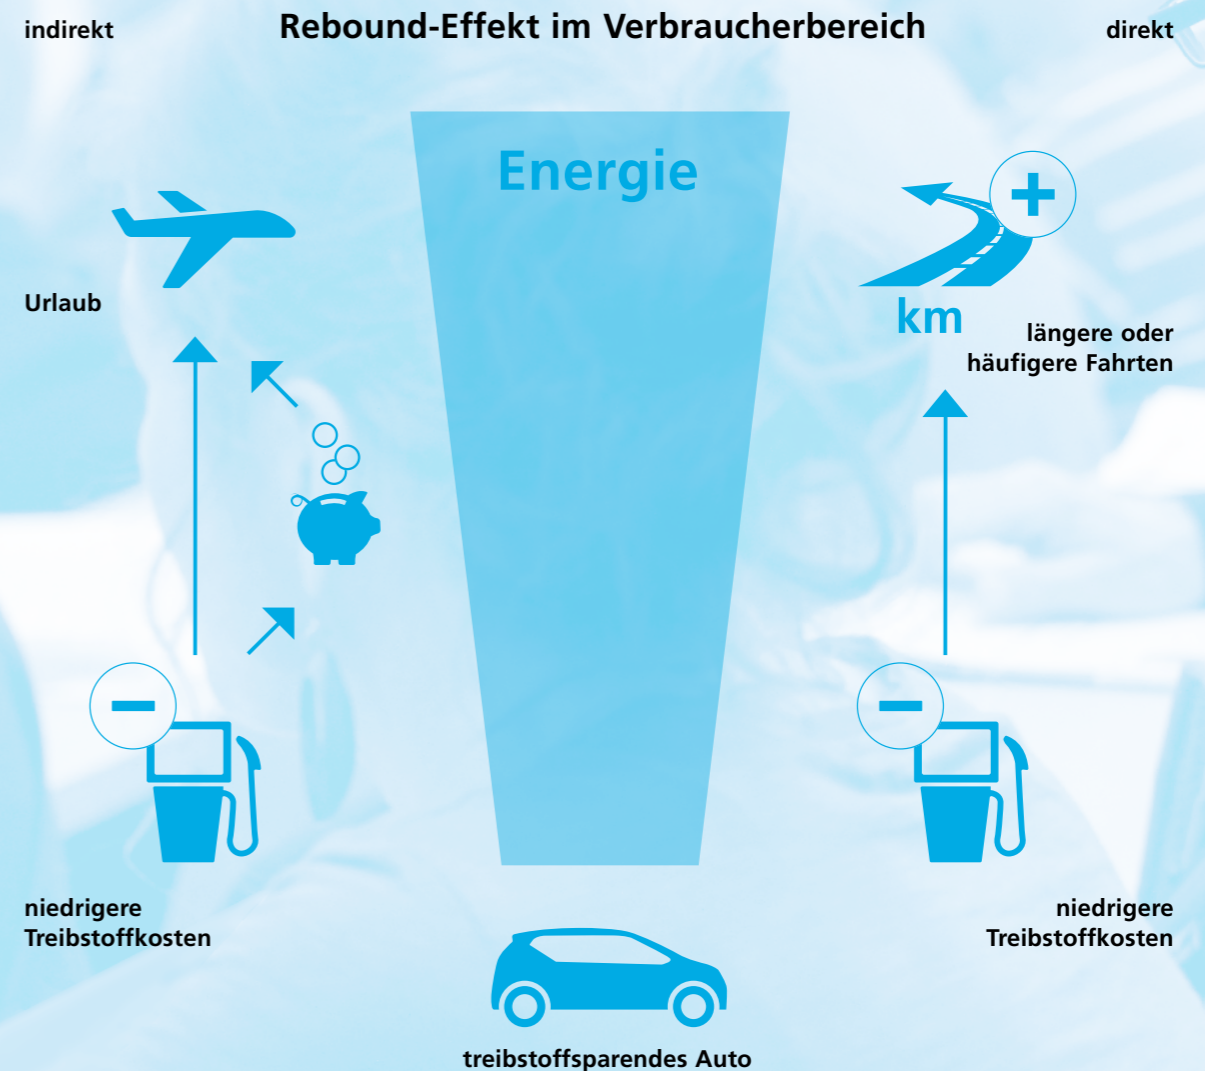 indirekt
Rebound-Effekt im Verbraucherbereich
direkt
Energie
Urlaub
km
längere oder
häufigere Fahrten
niedrigere
Treibstoffkosten
niedrigere
Treibstoffkosten
treibstoffsparendes Auto